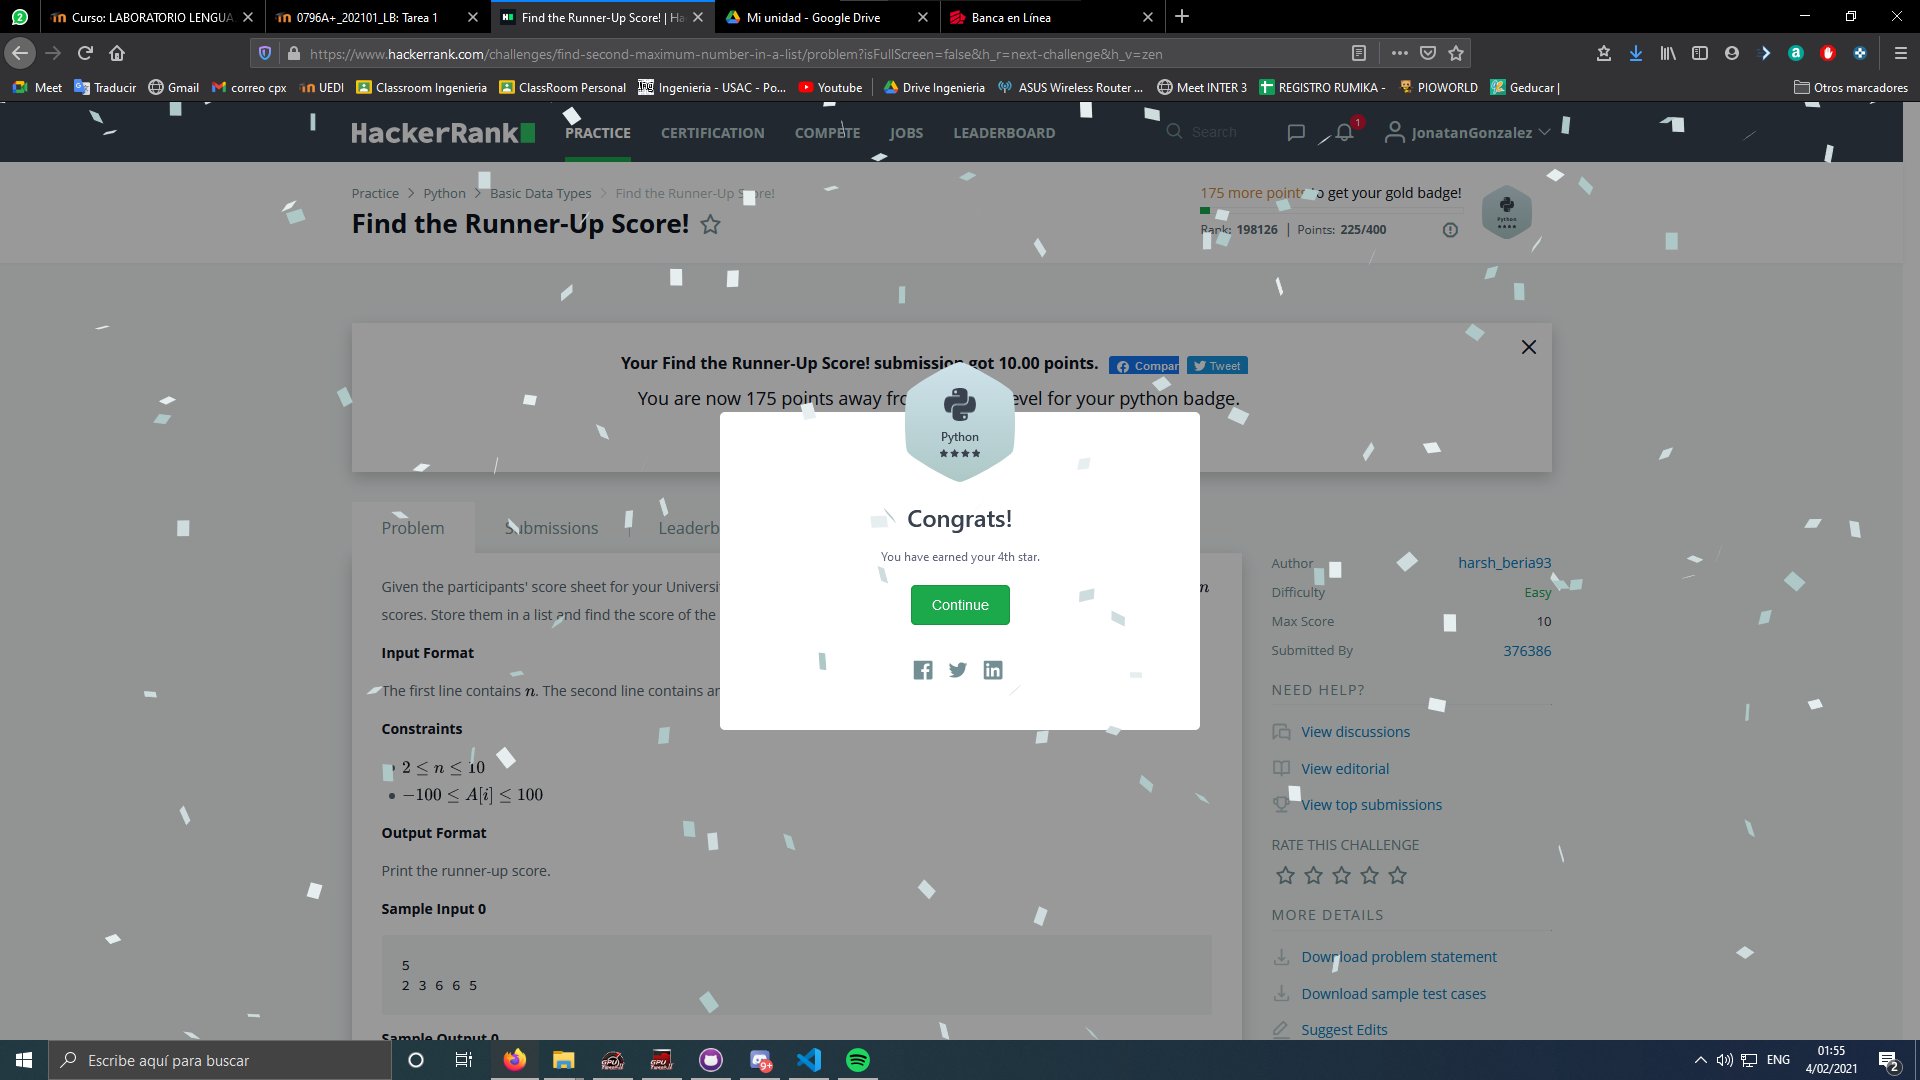 Curso: LABORATORIO LENGUA
0796A+_202101_LB: Tarea 1
Find the Runner-Up Score! | Ha
Mi unidad - Google Drive
Banca en Línea
https://www.hackerrank.com/challenges/find-second-maximum-number-in-a-list/problem?isFullScreen=false&h_r=next-challenge&h_v=zen
Meet
Traducir
Gmail
correo cpx
UEDI
Classroom Ingenieria
ClassRoom Personal
Ingenieria - USAC - Po...
Youtube
Drive Ingenieria
ASUS Wireless Router ...
Meet INTER 3
REGISTRO RUMIKA -
PIOWORLD
Geducar |
Otros marcadores
HackerRank
PRACTICE
CERTIFICATION
COMPETE
JOBS
LEADERBOARD
Search
1
JonatanGonzalez
Practice > Python > Basic Data Types > Find the Runner-Up Score!
175 more points to get your gold badge!
Find the Runner-Up Score!
Rank: 198126 | Points: 225/400
Python
Your Find the Runner-Up Score! submission got 10.00 points.
Compar
Tweet
You are now 175 points away fr
evel for your python badge.
Python
Congrats!
You have earned your 4th star.
Continue
Problem
Submissions
Leaderb
Given the participants' score sheet for your Universi
n
scores. Store them in a list and find the score of the
Input Format
The first line contains n. The second line contains ar
Constraints
2 ≤ n ≤ 10
−100 ≤ A[i] ≤ 100
Output Format
Print the runner-up score.
Sample Input 0
5
2 3 6 6 5
Sample Output 0
Author
harsh_beria93
Difficulty
Easy
Max Score
10
Submitted By
376386
NEED HELP?
View discussions
View editorial
View top submissions
RATE THIS CHALLENGE
MORE DETAILS
Download problem statement
Download sample test cases
Suggest Edits
Escribe aquí para buscar
9+
ENG
01:55
4/02/2021
2